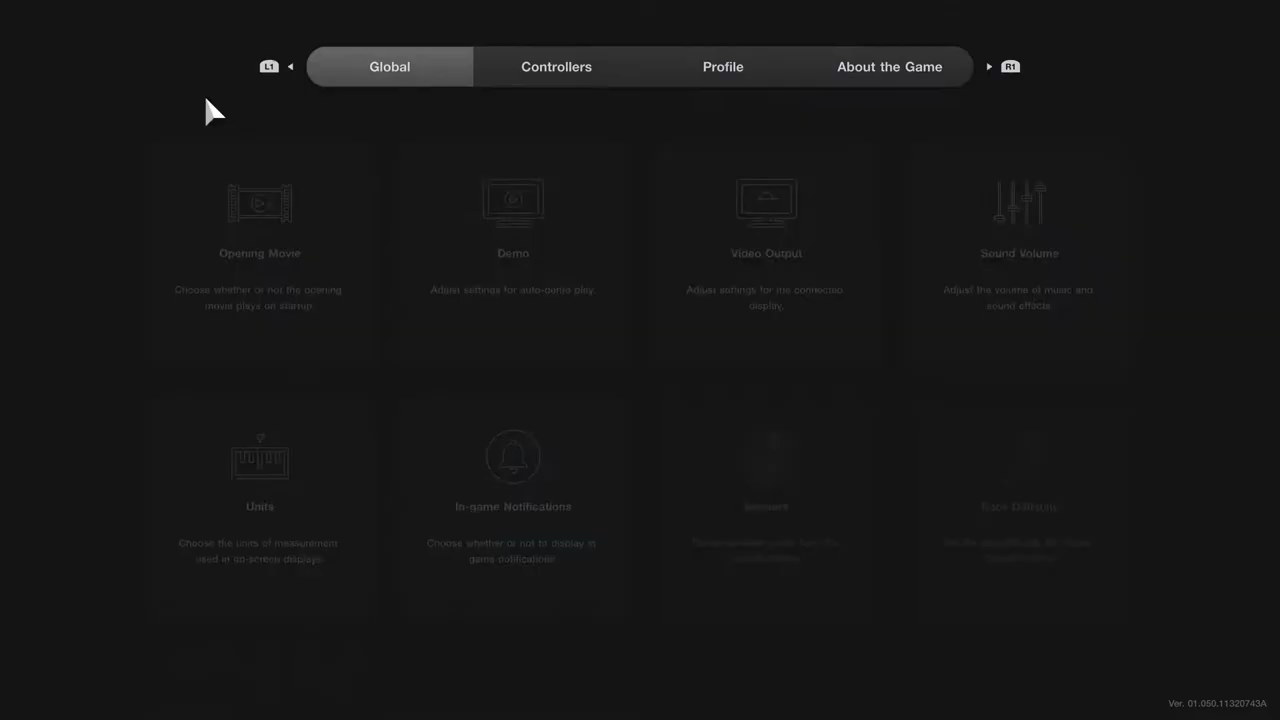 L1 Global Controllers Profile About the Game R1
Opening Movie
Choose whether or not the opening
movie plays on startup.
Demo
Adjust settings for auto-demo play.
Video Output
Adjust settings for the connected
display.
Sound Volume
Adjust the volume of music and
sound effects.
Units
Choose the units of measurement
used in on-screen displays.
In-game Notifications
Choose whether or not to display in-
game notifications.
Ver. 01.050.11320743A